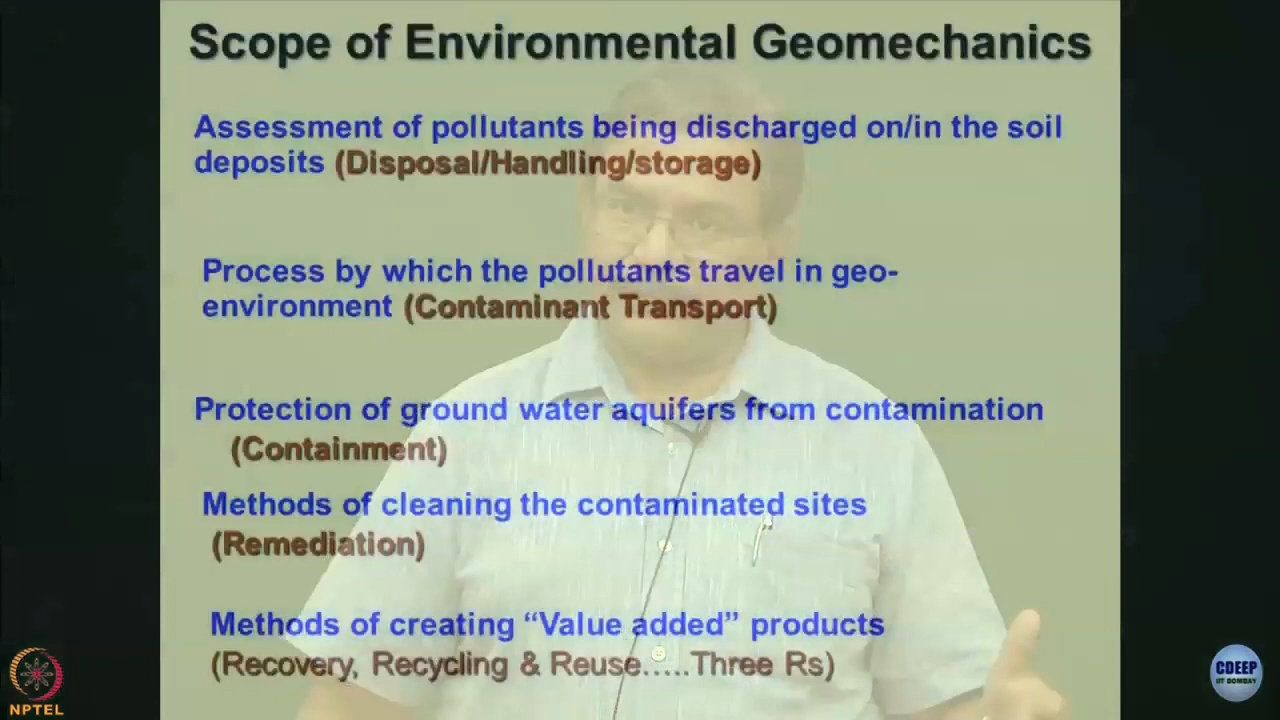 Scope of Environmental Geomechanics
Assessment of pollutants being discharged on/in the soil
deposits (Disposal/Handling/storage)
Process by which the pollutants travel in geo-
environment (Contaminant Transport)
Protection of ground water aquifers from contamination
(Containment)
Methods of cleaning the contaminated sites
(Remediation)
Methods of creating “Value added” products
(Recovery, Recycling & Reuse.....Three Rs)
NPTEL
CDEEP
IIT BOMBAY